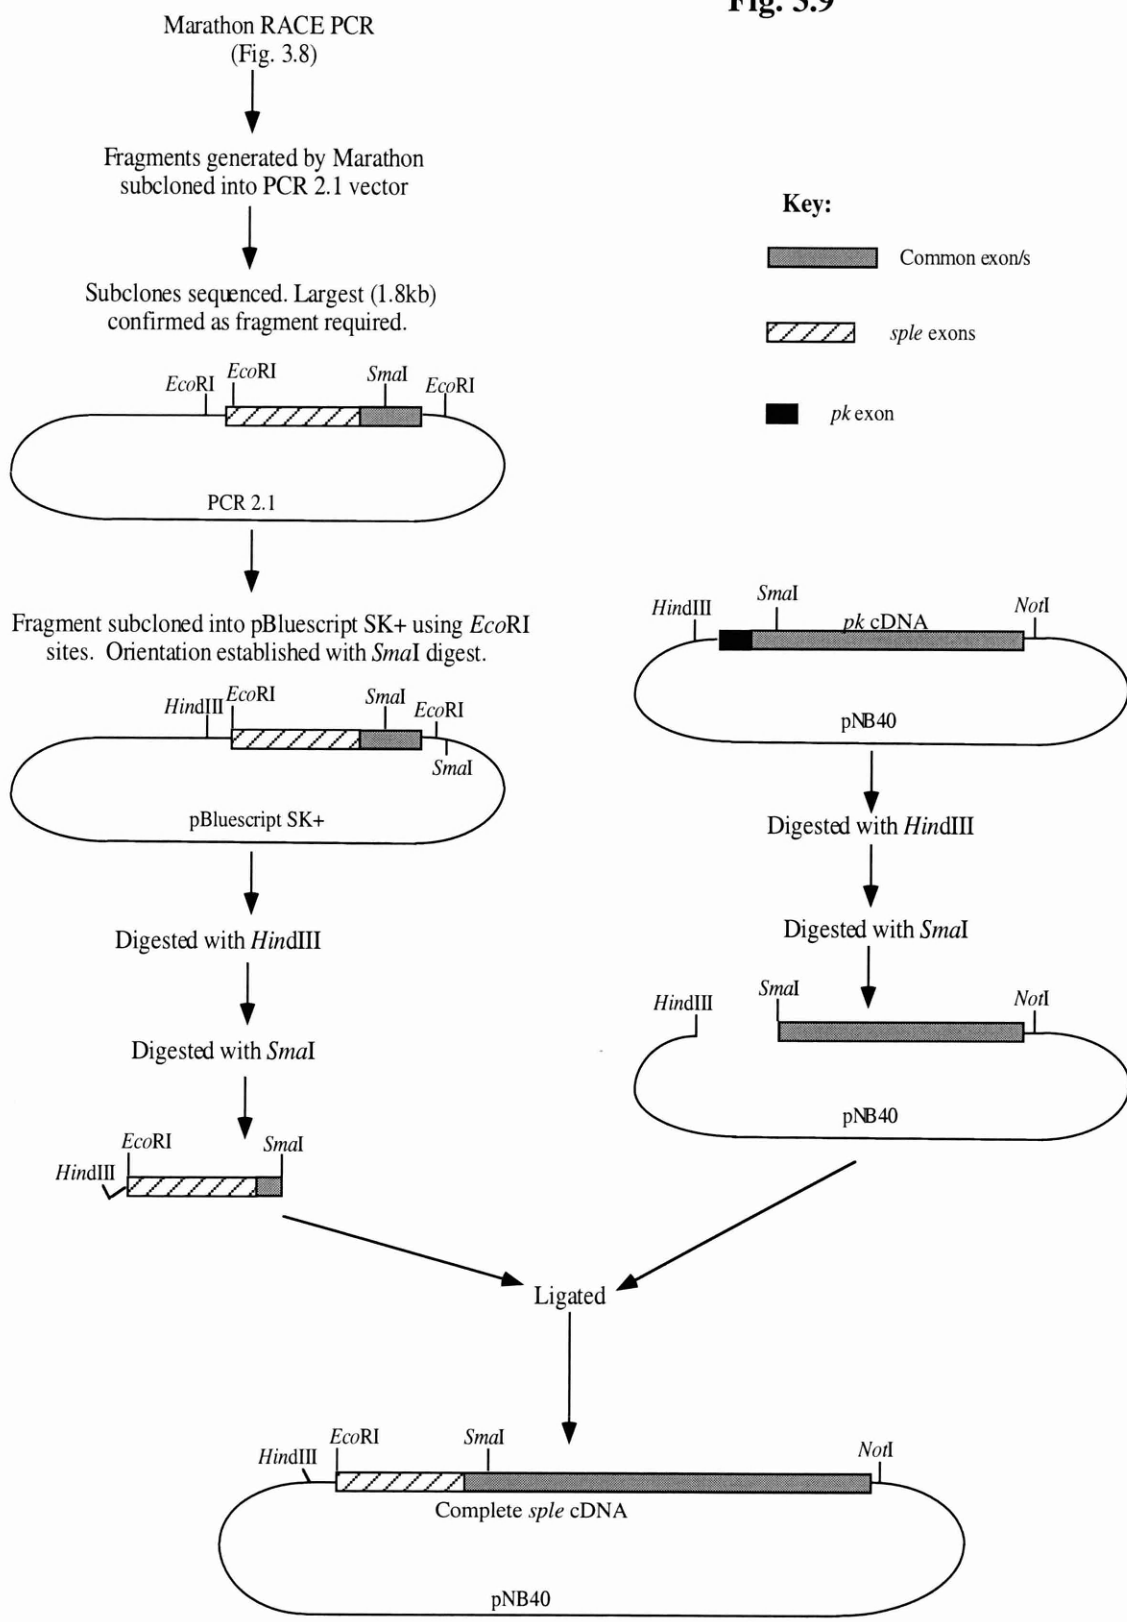 Fig. 3.9
Marathon RACE PCR
(Fig. 3.8)
Fragments generated by Marathon
subcloned into PCR 2.1 vector
Subclones sequenced. Largest (1.8kb)
confirmed as fragment required.
EcoRI
EcoRI
SmaI
EcoRI
PCR 2.1
Fragment subcloned into pBluescript SK+ using EcoRI
sites. Orientation established with SmaI digest.
HindIII
EcoRI
SmaI
EcoRI
SmaI
pBluescript SK+
Digested with HindIII
Digested with SmaI
EcoRI
SmaI
HindIII
Key:
Common exon/s
sple exons
pk exon
HindIII
SmaI
NotI
pk cDNA
pNB40
Digested with HindIII
Digested with SmaI
HindIII
SmaI
NotI
pNB40
Ligated
HindIII
EcoRI
SmaI
NotI
Complete sple cDNA
pNB40